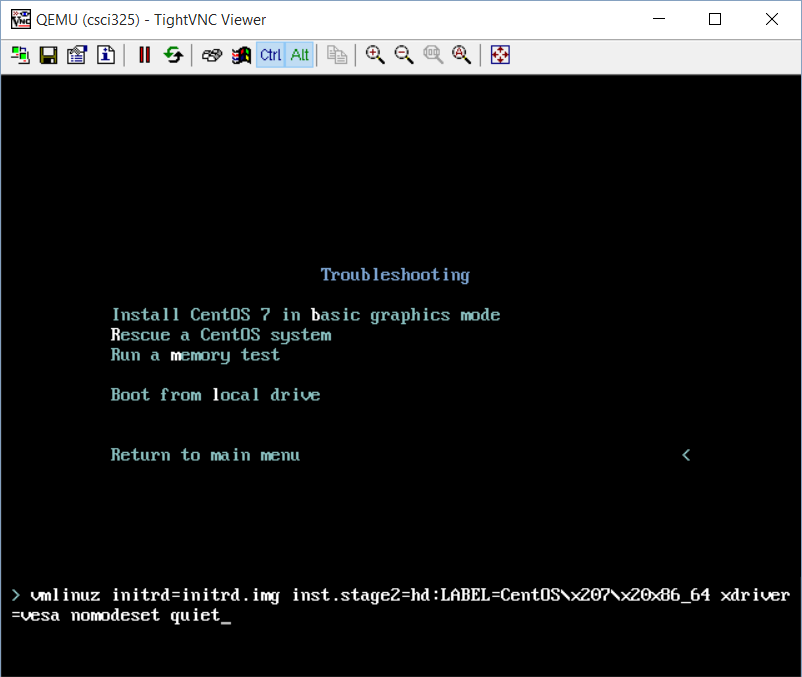 QEMU (csci325) - TightVNC Viewer
Ctrl Alt
Troubleshooting
Install CentOS 7 in basic graphics mode
Rescue a CentOS system
Run a memory test
Boot from local drive
Return to main menu <
> vmlinuz initrd=initrd.img inst.stage2=hd:LABEL=CentOS\x207\x20x86_64 xdriver
=vesa nomodeset quiet_